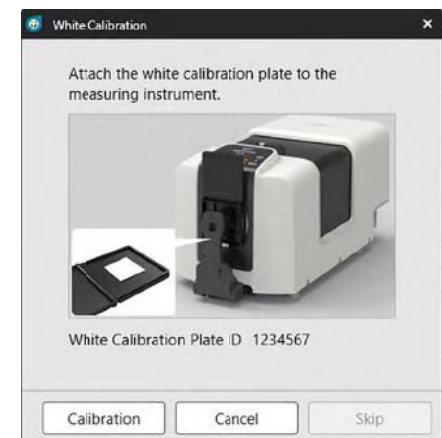 White Calibration
Attach the white calibration plate to the
measuring instrument.
White Calibration Plate ID 1234567
Calibration
Cancel
Skip